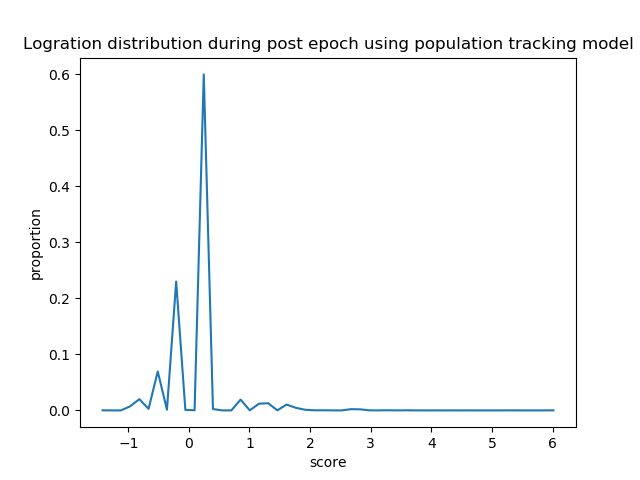 Logration distribution during post epoch using population tracking model
0.6
0.5
0.4
0.3
0.2
0.1
0.0
proportion
−1 0 1 2 3 4 5 6
score